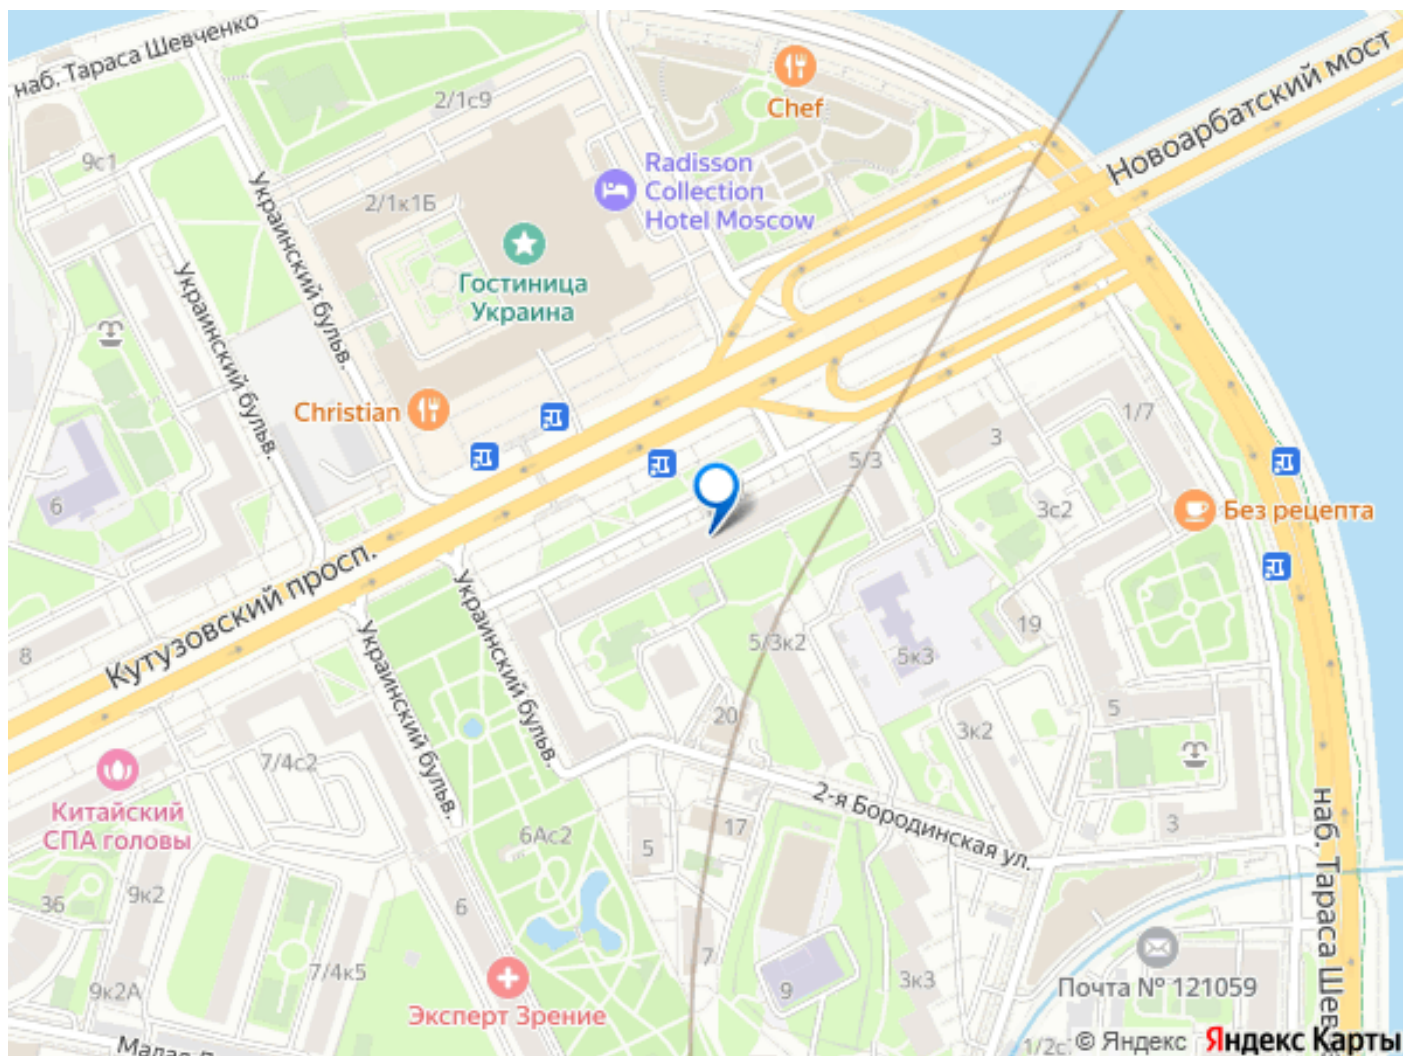 наб. Тараса Шевченко
2/1с9
Chef
Новоарбатский мост
9с1
Украинский бульв.
2/1к1Б
Radisson
Collection
Hotel Moscow
Гостиница
Украина
Украинский бульв.
Christian
1/7
3
5/3
6
3с2
Без рецепта
Кутузовский просп.
Украинский бульв.
Украинский бульв.
19
5/3к2
5к3
8
20
5
3к2
7/4с2
Китайский
СПА головы
2-я Бородинская ул.
наб. Тараса Шев
17
3
6Ас2
5
9к2
36
6
7/4к5
7
9
3к3
Почта № 121059
9к2А
Эксперт Зрение
Малая
1/2с
© Яндекс
Яндекс Карты